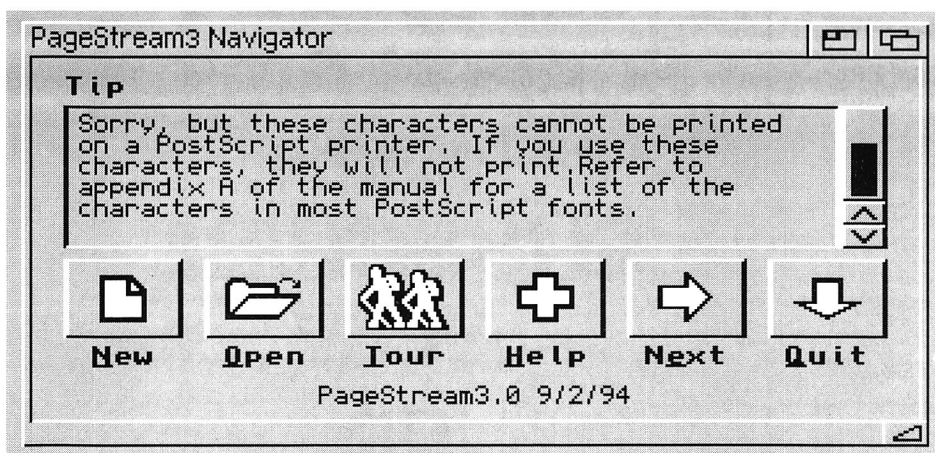 PageStream3 Navigator
Tip
Sorry, but these characters cannot be printed
on a PostScript printer. If you use these
characters, they will not print.Refer to
appendix A of the manual for a list of the
characters in most PostScript fonts.
New Open Tour Help Next Quit
PageStream3.0 9/2/94